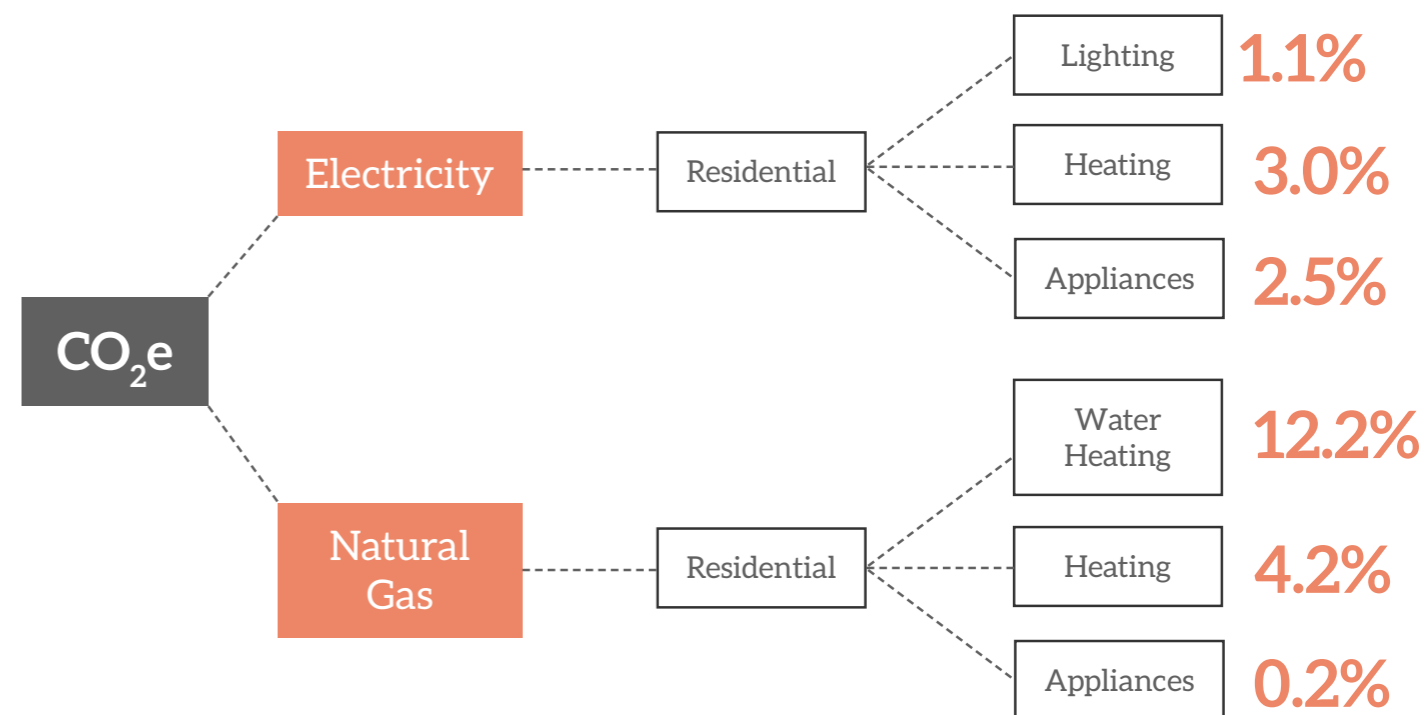 CO₂e
Electricity
Residential
Lighting
1.1%
Heating
3.0%
Appliances
2.5%
Natural
Gas
Residential
Water
Heating
12.2%
Heating
4.2%
Appliances
0.2%